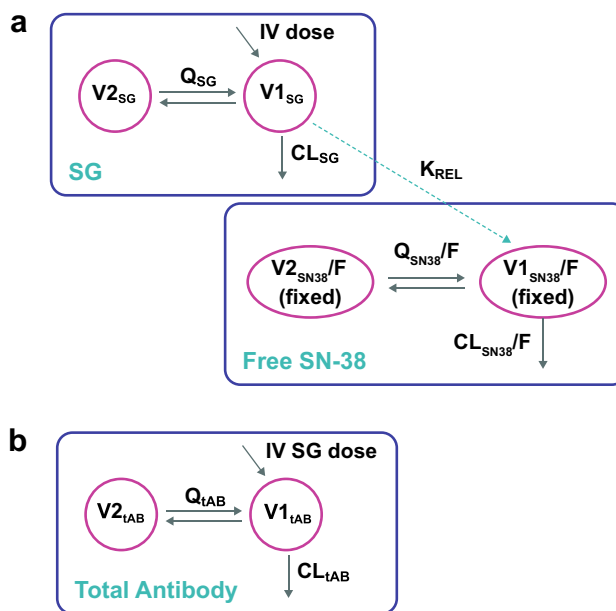 a
IV dose
V2SG
QSG
V1SG
CLSG
SG
KREL
V2SN38/F
(fixed)
QSN38/F
V1SN38/F
(fixed)
CLSN38/F
Free SN-38
b
IV SG dose
V2tAB
QtAB
V1tAB
CLtAB
Total Antibody